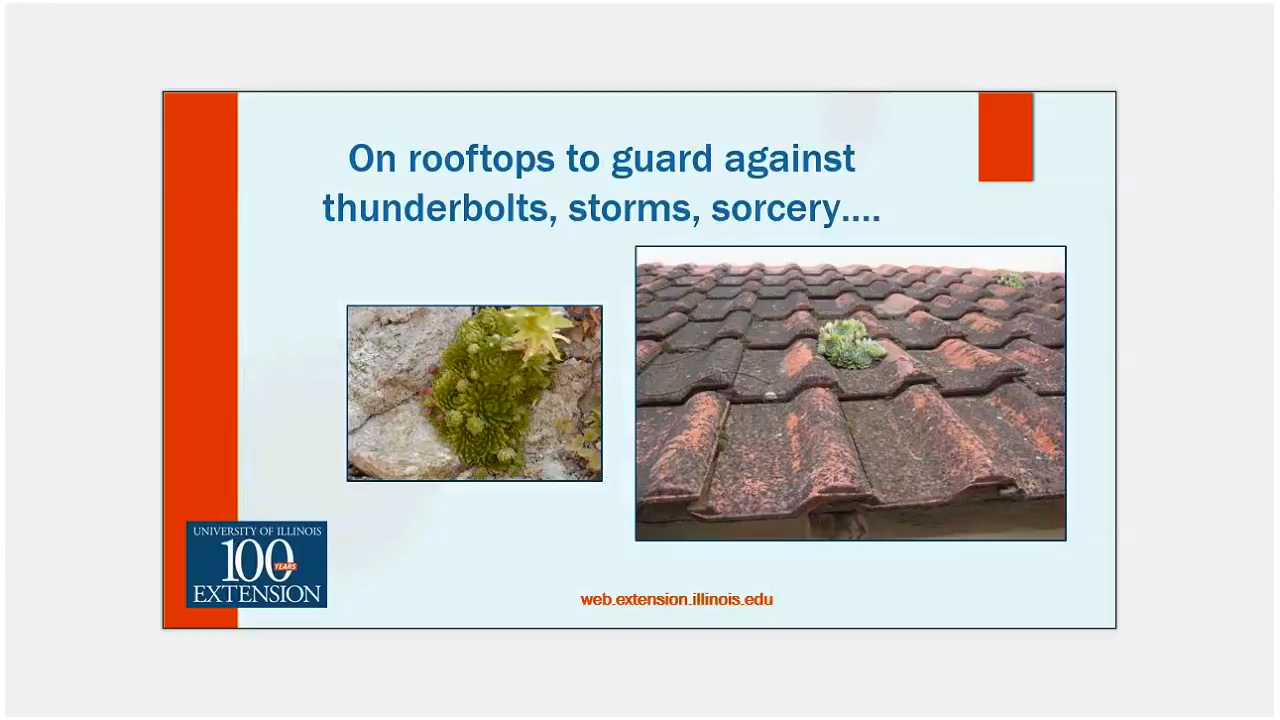 On rooftops to guard against
thunderbolts, storms, sorcery....
UNIVERSITY OF ILLINOIS
100
YEARS
EXTENSION
web.extension.illinois.edu